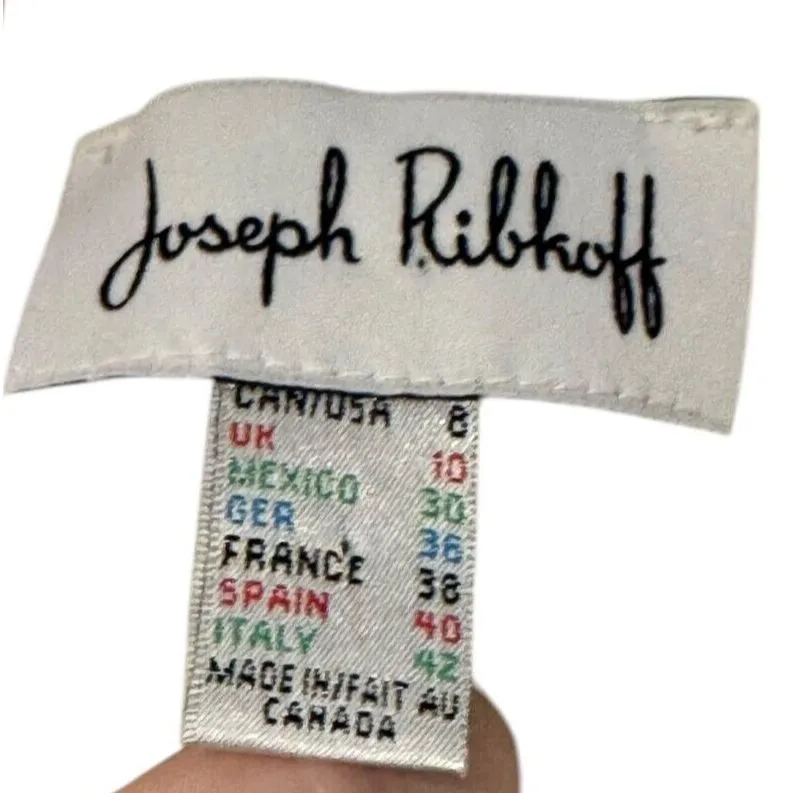 Joseph Ribkoff
CAN/USA 8
UK 10
MEXICO 30
GER 36
FRANCE 38
SPAIN 40
ITALY 42
MADE IN/FAIT AU
CANADA